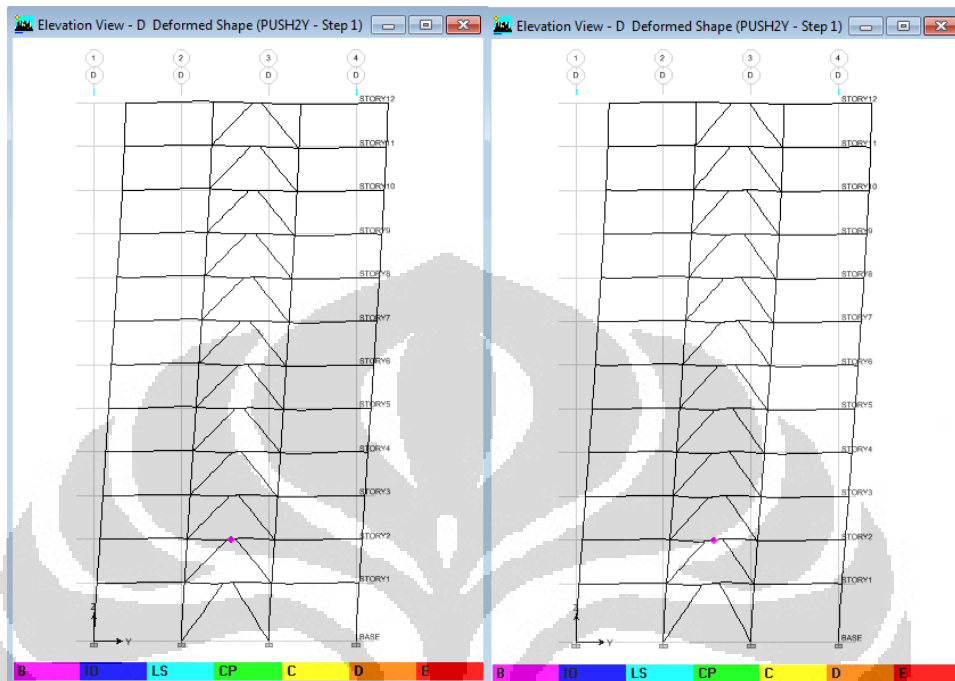 Elevation View - D Deformed Shape (PUSH2Y - Step 1)
1 2 3 4
D D D D
STORY12
STORY11
STORY10
STORY9
STORY8
STORY7
STORY6
STORY5
STORY4
STORY3
STORY2
STORY1
Z
Y
BASE
B IO LS CP C D E
Elevation View - D Deformed Shape (PUSH2Y - Step 1)
1 2 3 4
D D D D
STORY12
STORY11
STORY10
STORY9
STORY8
STORY7
STORY6
STORY5
STORY4
STORY3
STORY2
STORY1
Z
Y
BASE
B IO LS CP C D E